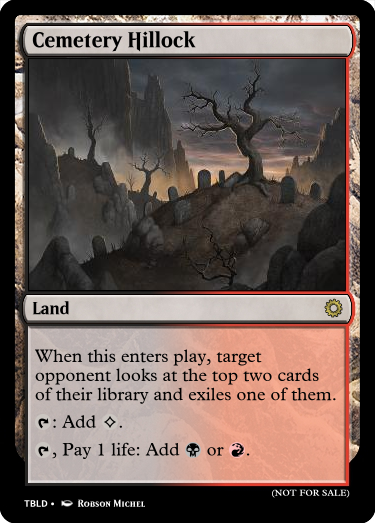 Cemetery Hillock
Land
When this enters play, target
opponent looks at the top two cards
of their library and exiles one of them.
: Add .
, Pay 1 life: Add or .
(NOT FOR SALE)
TBLD • Robson Michel